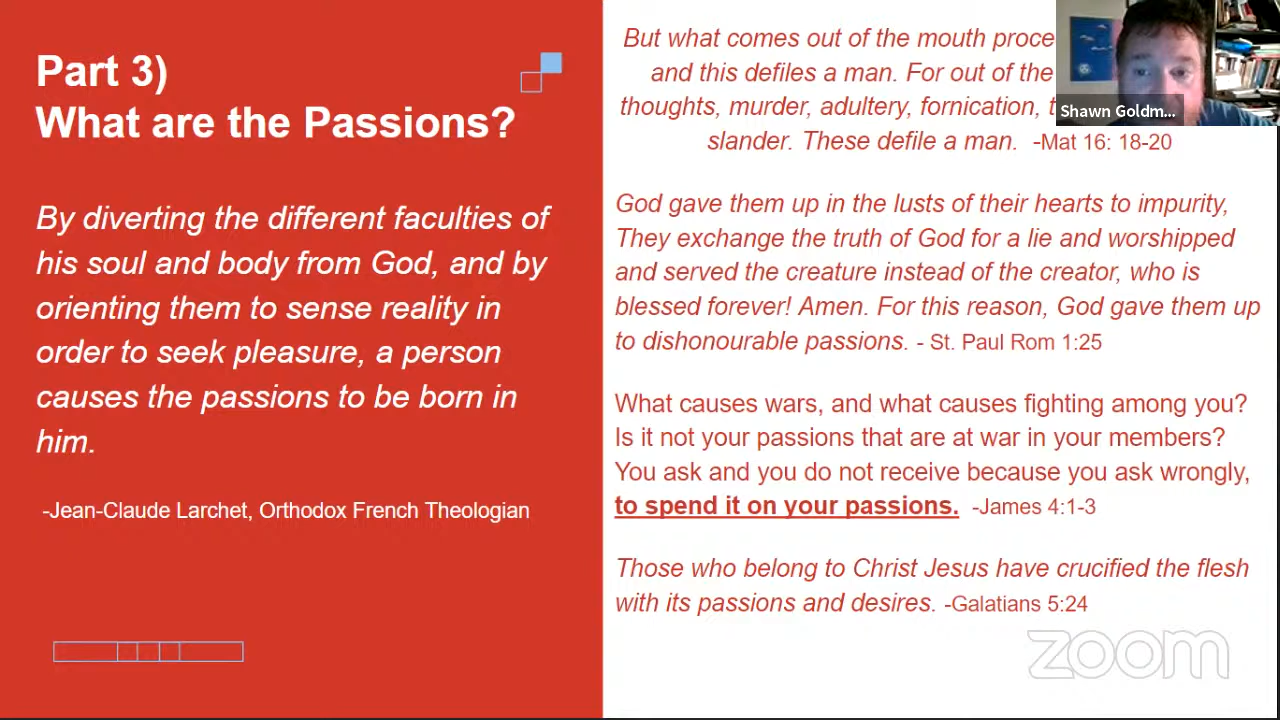 Part 3)
What are the Passions?
By diverting the different faculties of
his soul and body from God, and by
orienting them to sense reality in
order to seek pleasure, a person
causes the passions to be born in
him.
-Jean-Claude Larchet, Orthodox French Theologian
But what comes out of the mouth proce
and this defiles a man. For out of the
thoughts, murder, adultery, fornication, t
slander. These defile a man. -Mat 16: 18-20
God gave them up in the lusts of their hearts to impurity,
They exchange the truth of God for a lie and worshipped
and served the creature instead of the creator, who is
blessed forever! Amen. For this reason, God gave them up
to dishonourable passions. - St. Paul Rom 1:25
What causes wars, and what causes fighting among you?
Is it not your passions that are at war in your members?
You ask and you do not receive because you ask wrongly,
to spend it on your passions. -James 4:1-3
Those who belong to Christ Jesus have crucified the flesh
with its passions and desires. -Galatians 5:24
Shawn Goldm...
zoom